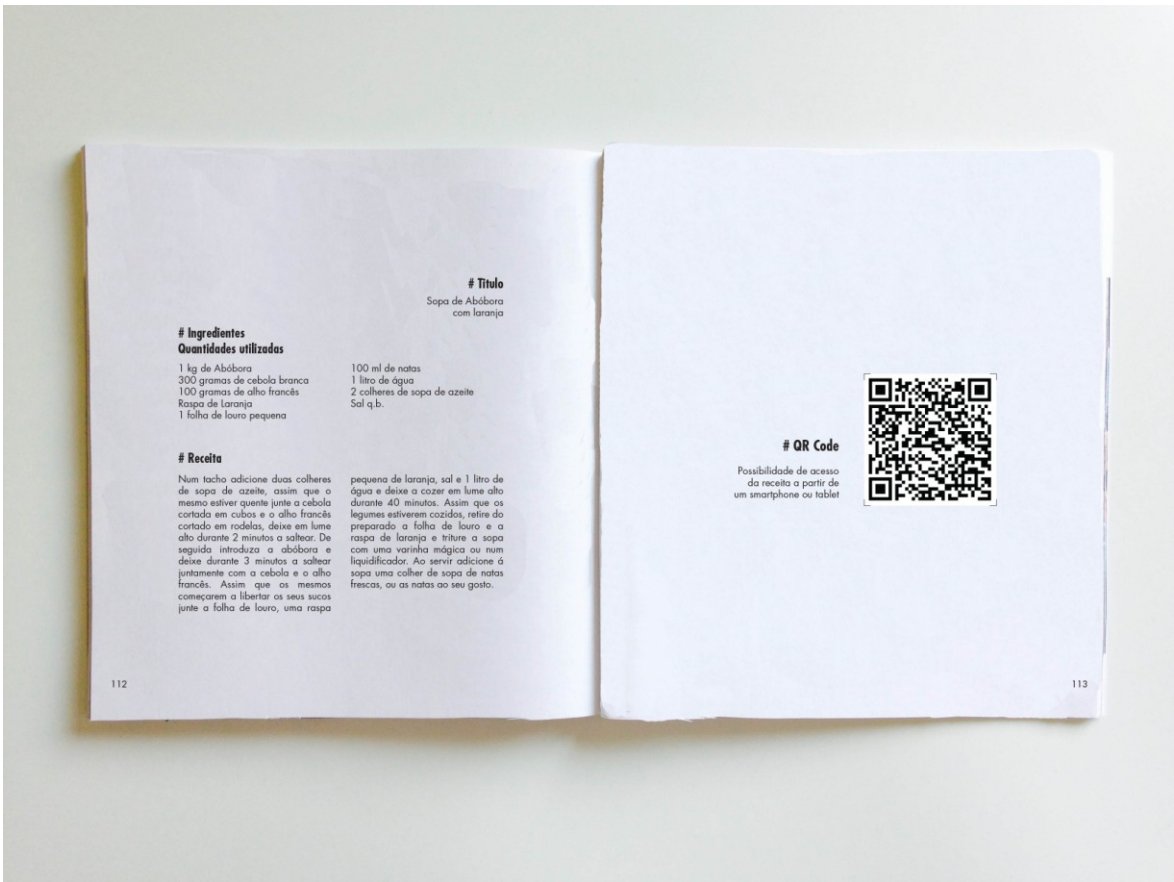 # Título
Sopa de Abóbora
com laranja
# Ingredientes
Quantidades utilizadas
1 kg de Abóbora
300 gramas de cebola branca
100 gramas de alho francês
Raspa de Laranja
1 folha de louro pequena
100 ml de natas
1 litro de água
2 colheres de sopa de azeite
Sal q.b.
# Receita
Num tacho adicione duas colheres
de sopa de azeite, assim que o
mesmo estiver quente junte a cebola
cortada em cubos e o alho francês
cortado em rodelas, deixe em lume
alto durante 2 minutos a saltear. De
seguida introduza a abóbora e
deixe durante 3 minutos a saltear
juntamente com a cebola e o alho
francês. Assim que os mesmos
começarem a libertar os seus sucos
junte a folha de louro, uma raspa
pequena de laranja, sal e 1 litro de
água e deixe a cozer em lume alto
durante 40 minutos. Assim que os
legumes estiverem cozidos, retire do
preparado a folha de louro e a
raspa de laranja e triture a sopa
com uma varinha mágica ou num
liquidificador. Ao servir adicione á
sopa uma colher de sopa de natas
frescas, ou as natas ao seu gosto.
112
# QR Code
Possibilidade de acesso
da receita a partir de
um smartphone ou tablet
113